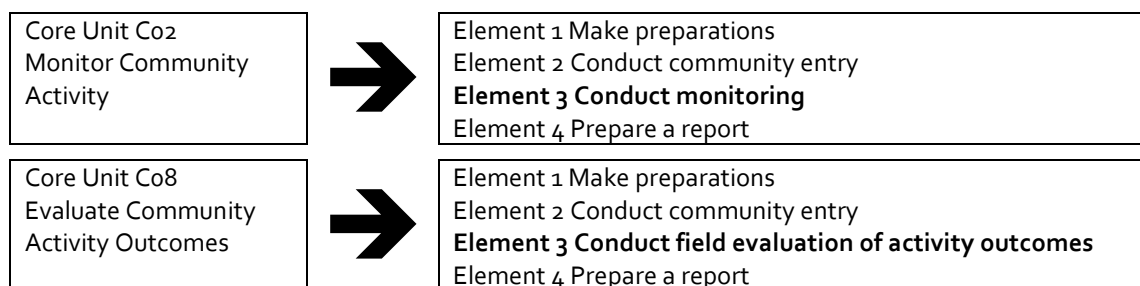 Core Unit C02
Monitor Community
Activity
Element 1 Make preparations
Element 2 Conduct community entry
Element 3 Conduct monitoring
Element 4 Prepare a report
Core Unit C08
Evaluate Community
Activity Outcomes
Element 1 Make preparations
Element 2 Conduct community entry
Element 3 Conduct field evaluation of activity outcomes
Element 4 Prepare a report